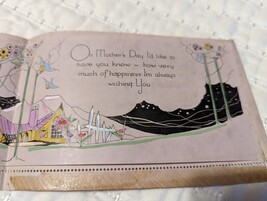 On Mother's Day I'd like to
have you know – how very
much of happiness I'm always
wishing You